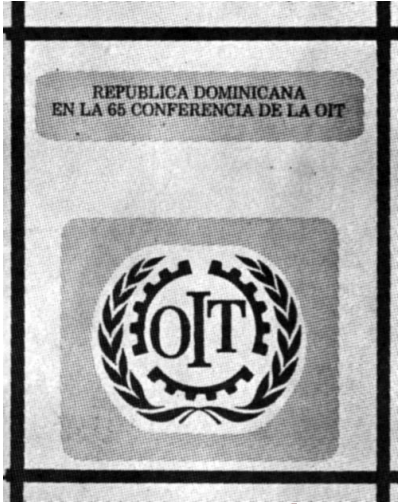 REPUBLICA DOMINICANA
EN LA 65 CONFERENCIA DE LA OIT
OIT